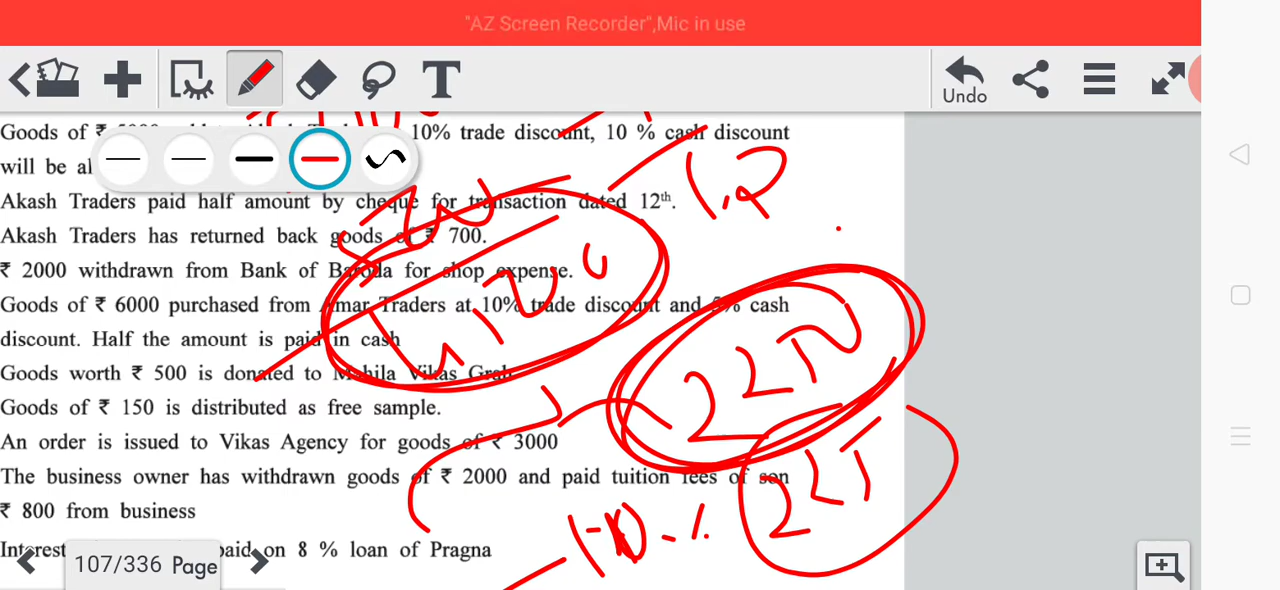 "AZ Screen Recorder",Mic in use
T
Undo
Goods of ₹ 10% trade discount, 10 % cash discount
will be al
Akash Traders paid half amount by cheque for transaction dated 12th.
Akash Traders has returned back goods of ₹ 700.
₹ 2000 withdrawn from Bank of Baroda for shop expense.
Goods of ₹ 6000 purchased from Amar Traders at 10% trade discount and 5% cash
discount. Half the amount is paid in cash
Goods worth ₹ 500 is donated to Mahila Vikas Grah.
Goods of ₹ 150 is distributed as free sample.
An order is issued to Vikas Agency for goods of ₹ 3000
The business owner has withdrawn goods of ₹ 2000 and paid tuition fees of son
₹ 800 from business
paid on 8 % loan of Pragna
107/336 Page